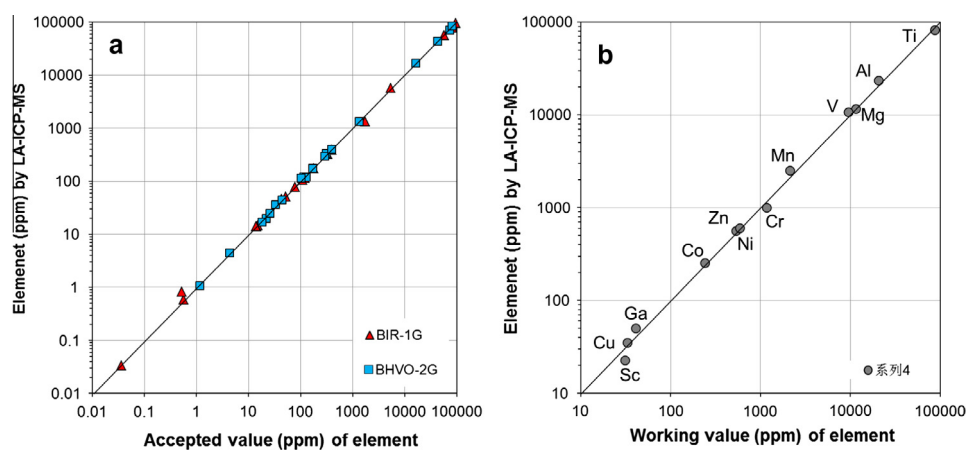 a
Elemenet (ppm) by LA-ICP-MS
100000
10000
1000
100
10
1
0.1
0.01
0.01 0.1 1 10 100 1000 10000 100000
Accepted value (ppm) of element
BIR-1G
BHVO-2G
b
Elemenet (ppm) by LA-ICP-MS
100000
10000
1000
100
10
10 100 1000 10000 100000
Working value (ppm) of element
Ti
Al
V
Mg
Mn
Cr
Zn
Ni
Co
Ga
Cu
Sc
系列4